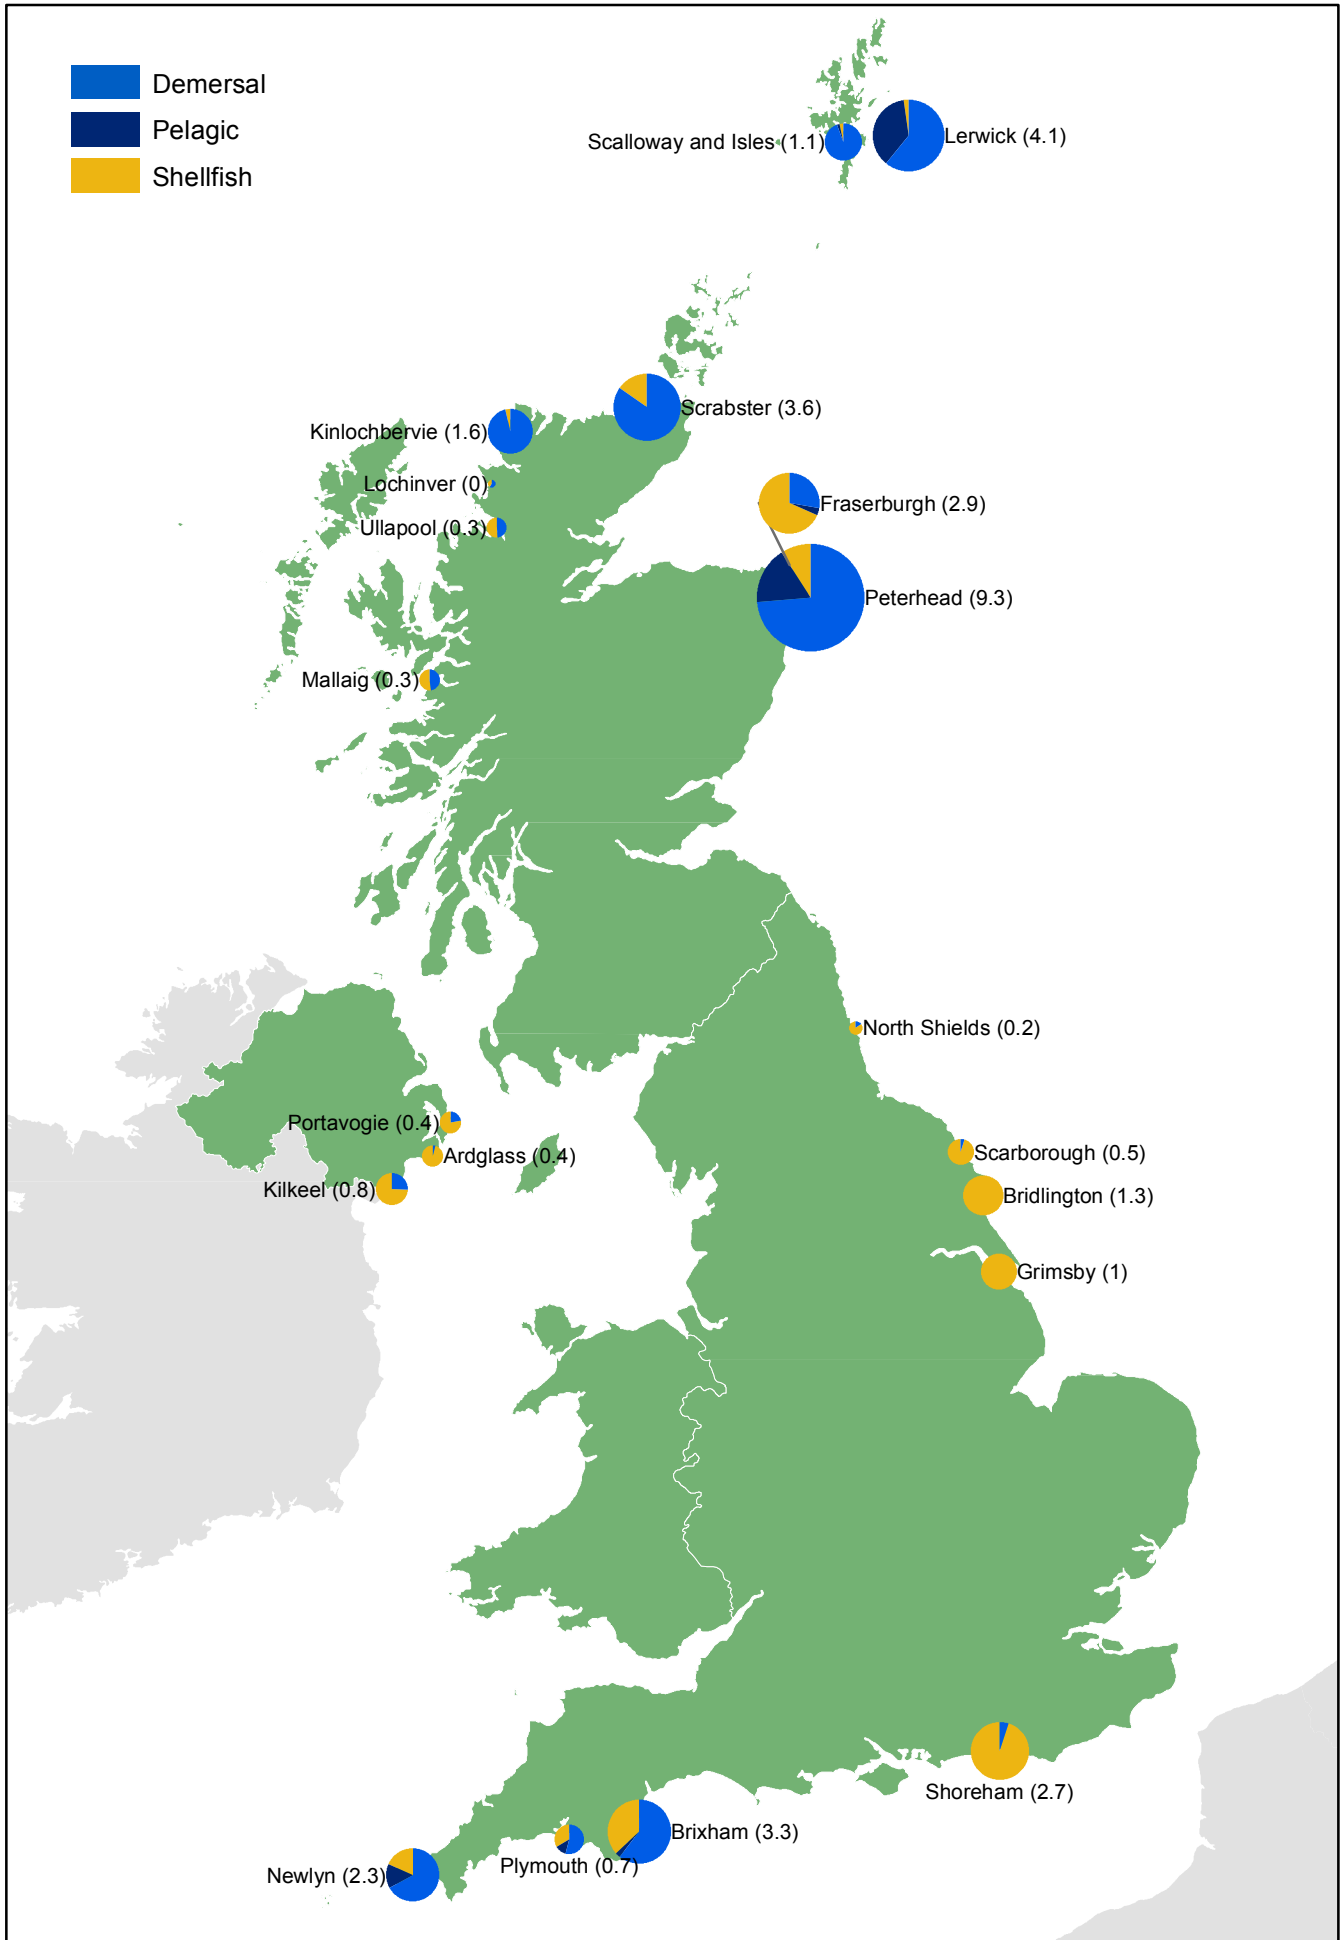 Demersal
Pelagic
Shellfish
Scalloway and Isles (1.1)
Lerwick (4.1)
Scrabster (3.6)
Kinlochbervie (1.6)
Lochinver (0)
Fraserburgh (2.9)
Ullapool (0.3)
Peterhead (9.3)
Mallaig (0.3)
North Shields (0.2)
Portavogie (0.4)
Scarborough (0.5)
Ardglass (0.4)
Kilkeel (0.8)
Bridlington (1.3)
Grimsby (1)
Shoreham (2.7)
Brixham (3.3)
Plymouth (0.7)
Newlyn (2.3)